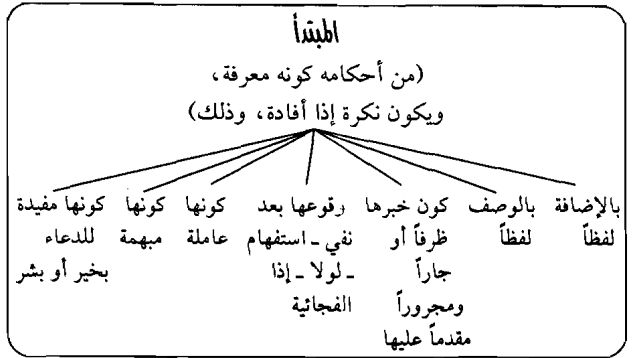 المبتدأ
(من أحكامه كونه معرفة،
ويكون نكرة إذا أفادة، وذلك)
بالإضافة
لفظاً
بالوصف
لفظاً
كون خبرها
ظرفاً أو
جاراً
ومجروراً
مقدماً عليها
وقوعها بعد
نفي ـ استفهام
ـ لولا ـ إذا
الفجائية
كونها
عاملة
كونها
مبهمة
كونها مفيدة
للدعاء
بخير أو بشر